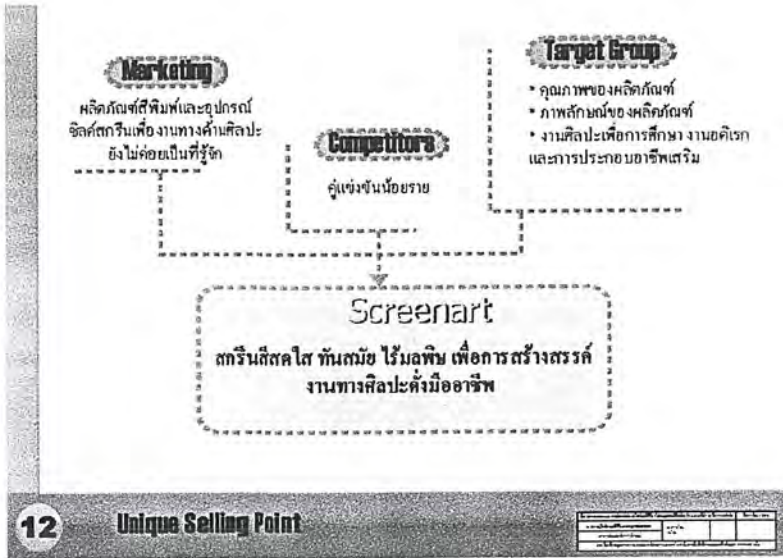 Marketing
ผลิตภัณฑ์สีพิมพ์และอุปกรณ์
ซิลค์สกรีนเพื่องานทางด้านศิลปะ
ยังไม่ค่อยเป็นที่รู้จัก
Competitors
คู่แข่งขันน้อยราย
Target Group
* คุณภาพของผลิตภัณฑ์
* ภาพลักษณ์ของผลิตภัณฑ์
* งานศิลปะเพื่อการศึกษา งานอดิเรก
และการประกอบอาชีพเสริม
Screenart
สกรีนสีสดใส ทันสมัย ไร้มลพิษ เพื่อการสร้างสรรค์
งานทางศิลปะดั่งมืออาชีพ
12
Unique Selling Point